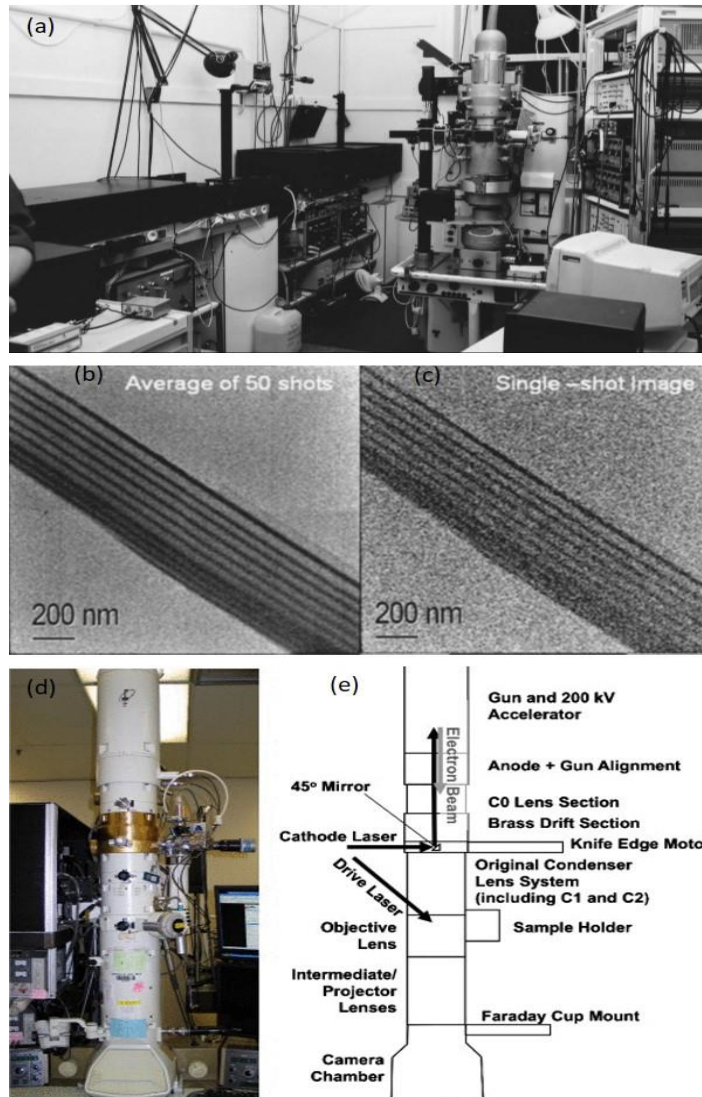 (a)
(b)
Average of 50 shots
200 nm
(c)
Single –shot Image
200 nm
(d)
(e)
Gun and 200 kV
Accelerator
Electron Beam
Anode + Gun Alignment
45º Mirror
C0 Lens Section
Brass Drift Section
Cathode Laser
Knife Edge Moto
Drive Laser
Original Condenser
Lens System
(including C1 and C2)
Objective
Lens
Sample Holder
Intermediate/
Projector
Lenses
Faraday Cup Mount
Camera
Chamber